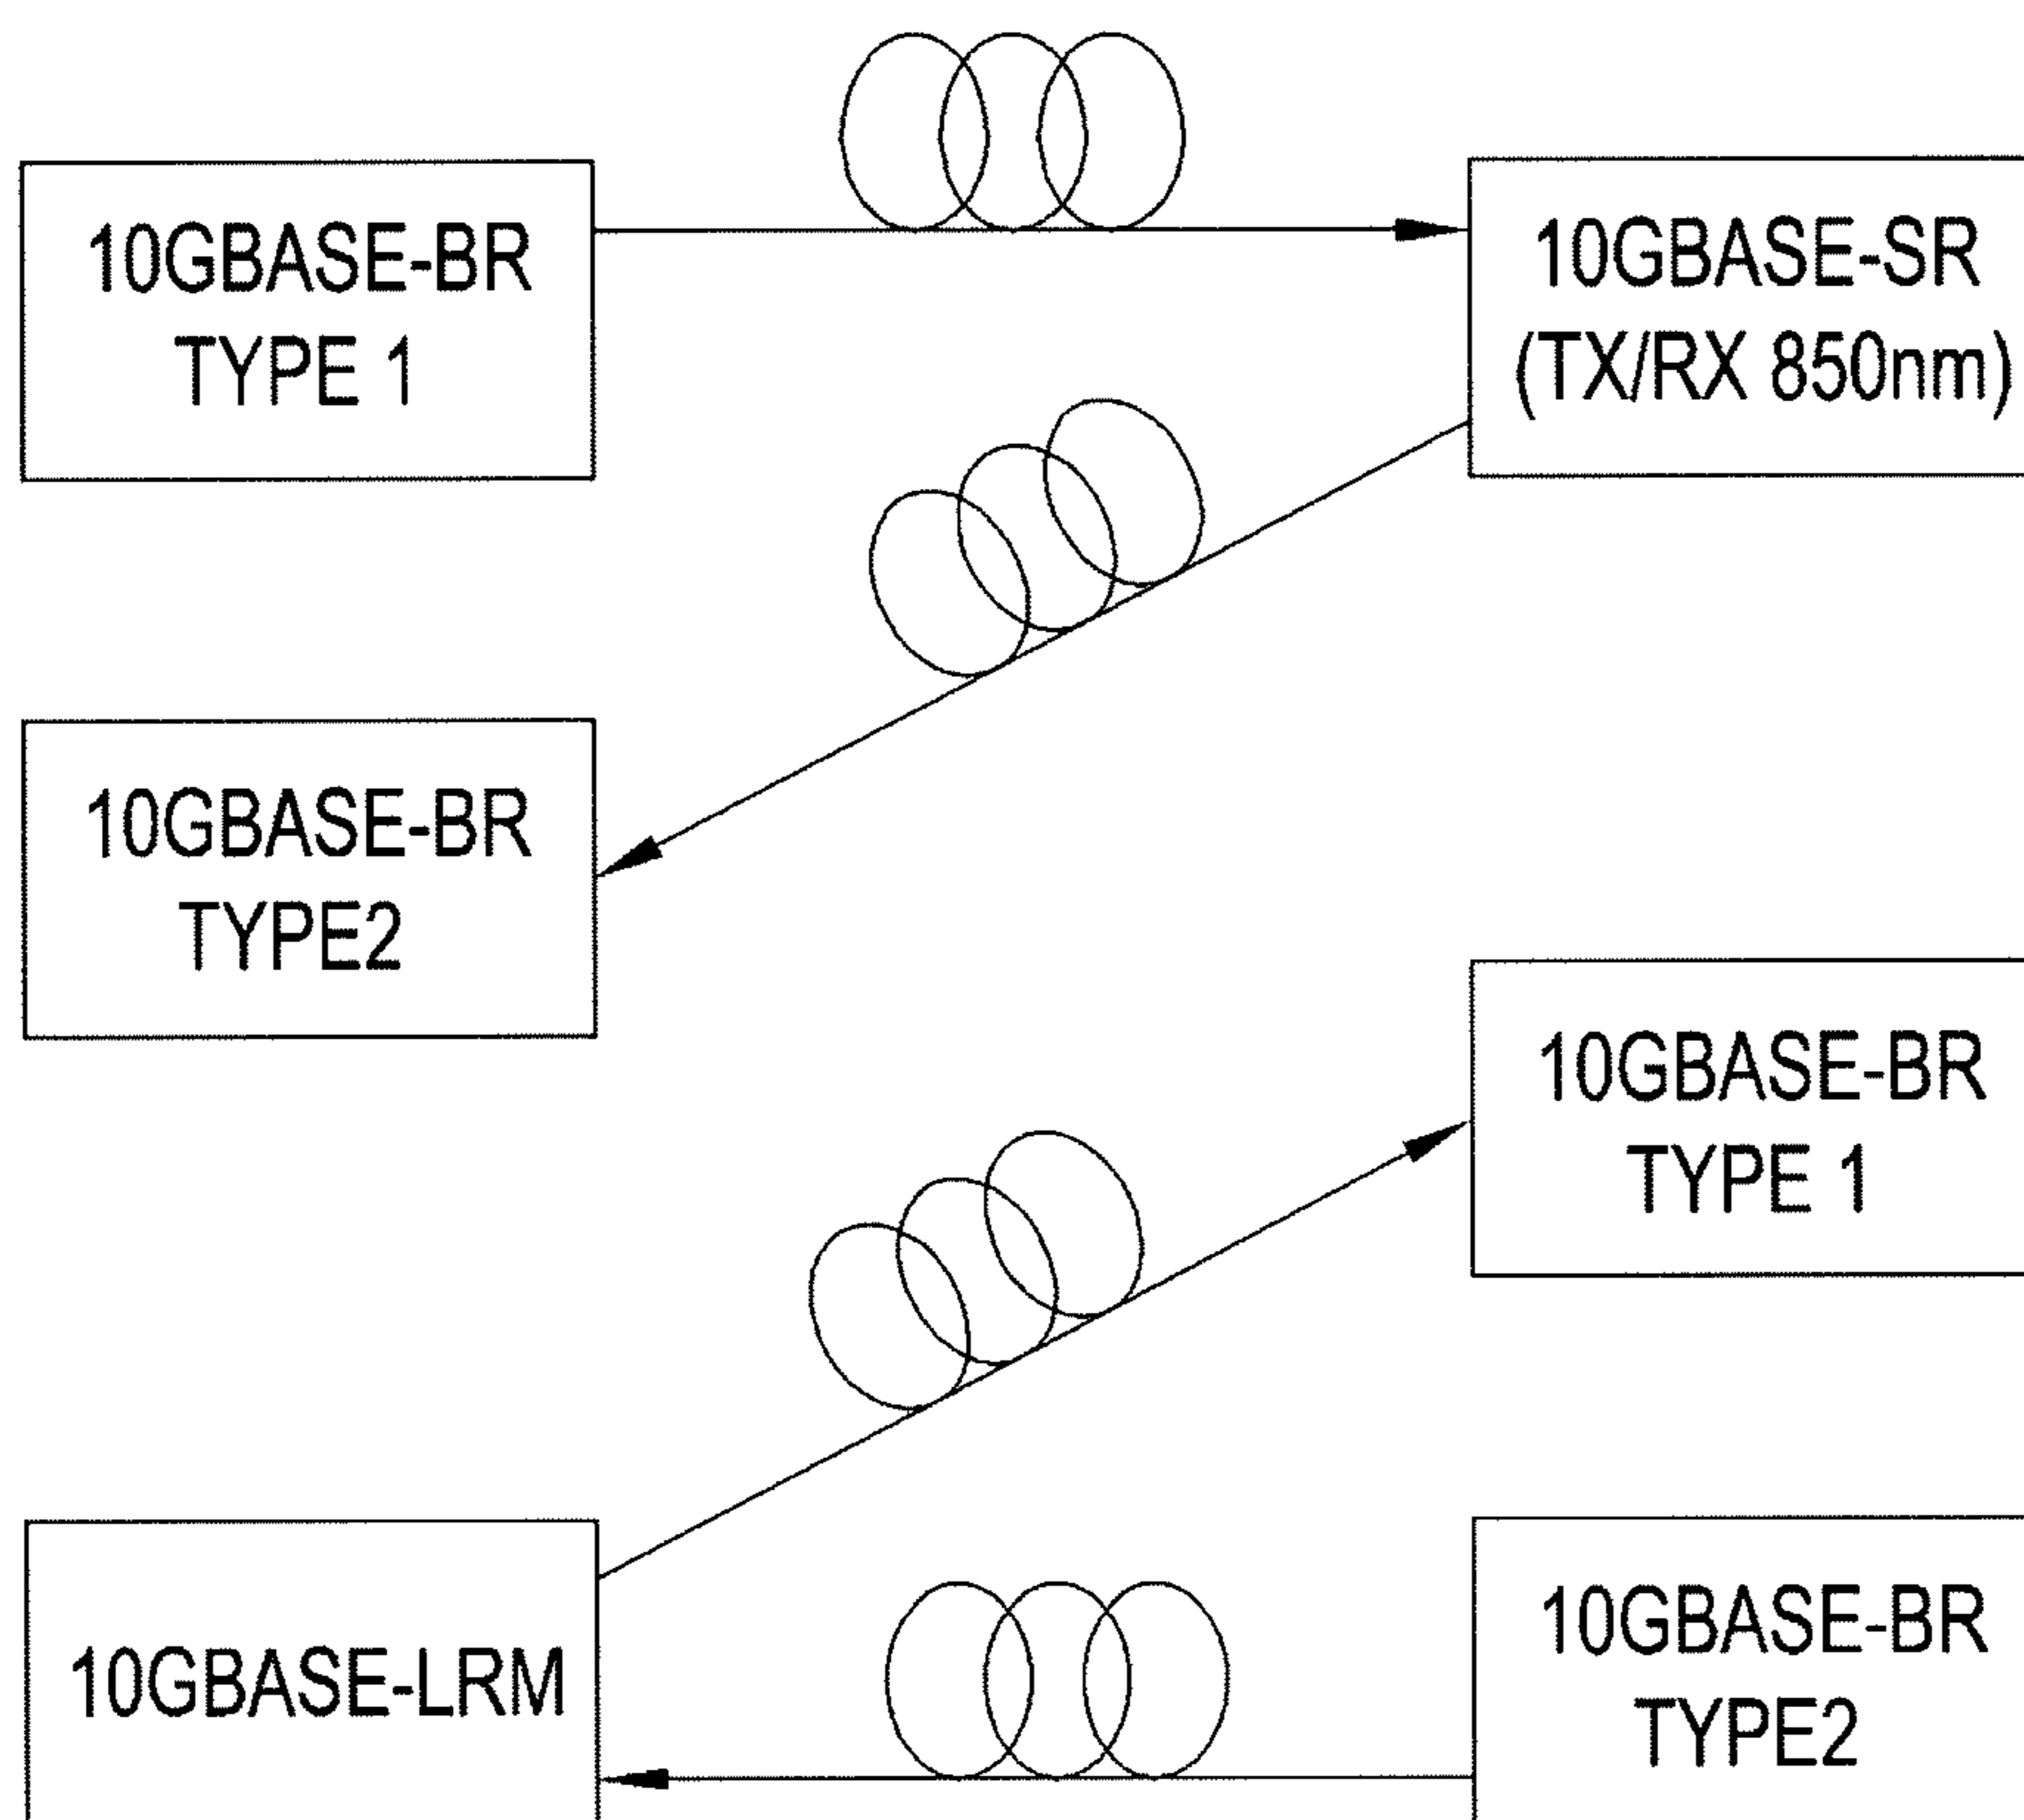 10GBASE-BR
TYPE 1
10GBASE-SR
(TX/RX 850nm)
10GBASE-BR
TYPE2
10GBASE-BR
TYPE 1
10GBASE-LRM
10GBASE-BR
TYPE2